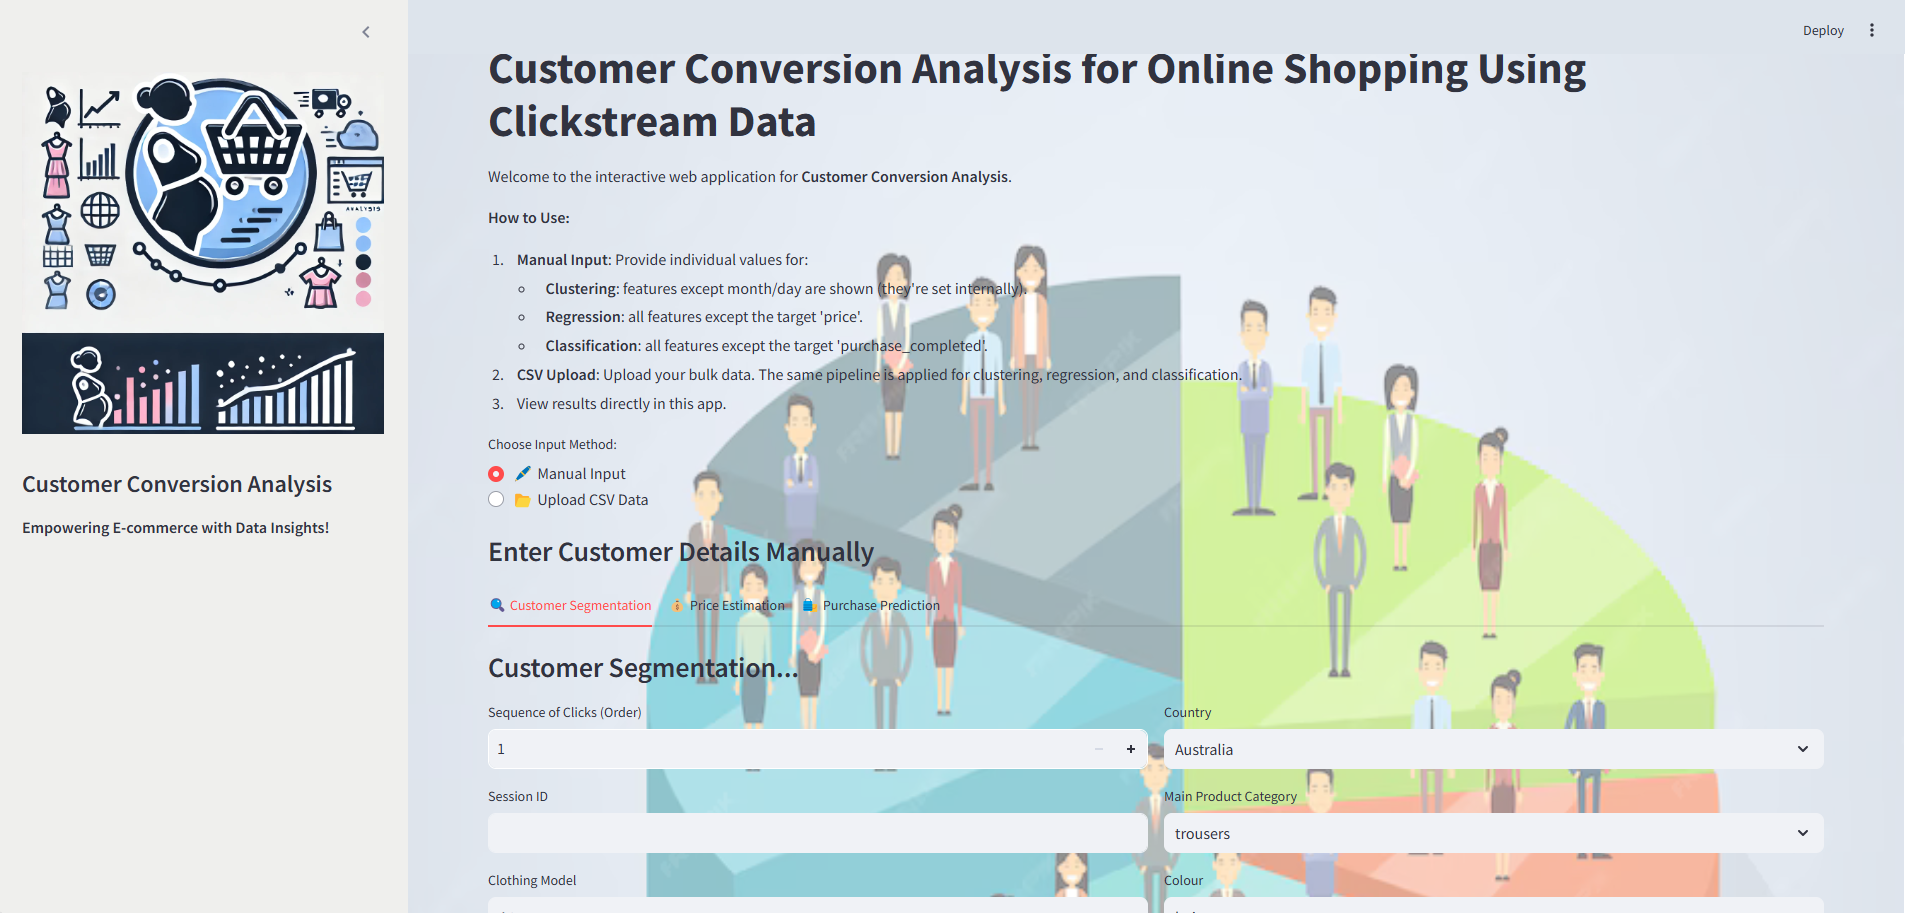 Deploy
ANALYSIS
Customer Conversion Analysis
Empowering E-commerce with Data Insights!
Customer Conversion Analysis for Online Shopping Using
Clickstream Data
Welcome to the interactive web application for Customer Conversion Analysis.
How to Use:
1. Manual Input: Provide individual values for:
Clustering: features except month/day are shown (they're set internally).
Regression: all features except the target 'price'.
Classification: all features except the target 'purchase_completed'.
2. CSV Upload: Upload your bulk data. The same pipeline is applied for clustering, regression, and classification.
3. View results directly in this app.
Choose Input Method:
Manual Input
Upload CSV Data
Enter Customer Details Manually
Customer Segmentation Price Estimation Purchase Prediction
Customer Segmentation...
Sequence of Clicks (Order)
1
Country
Australia
Session ID
Main Product Category
trousers
Clothing Model
Colour